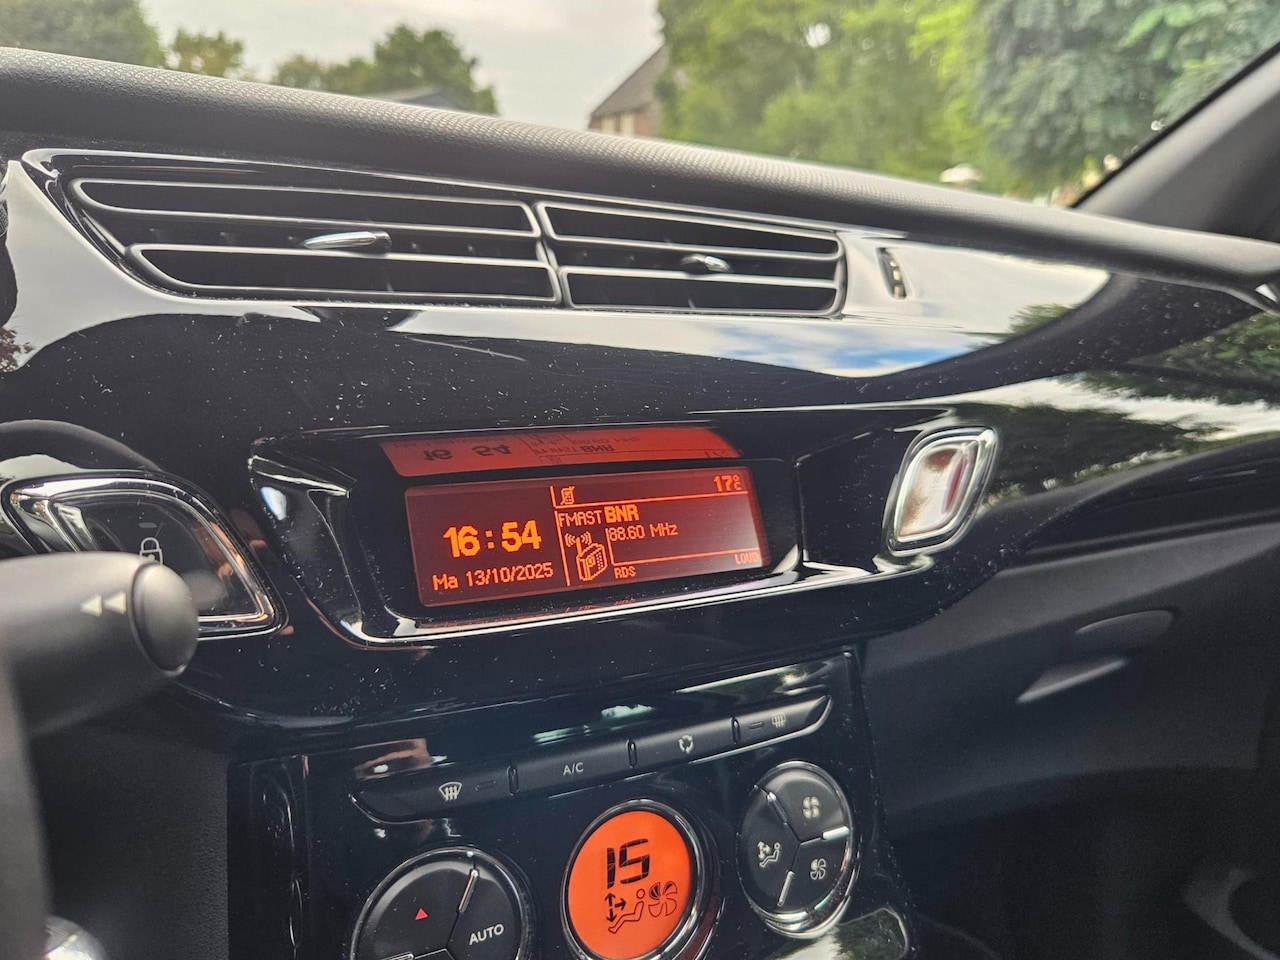 17°C
FMAST BNR
16:54
88.60 MHz
LOUD
Ma 13/10/2025
RDS
A/C
15
AUTO